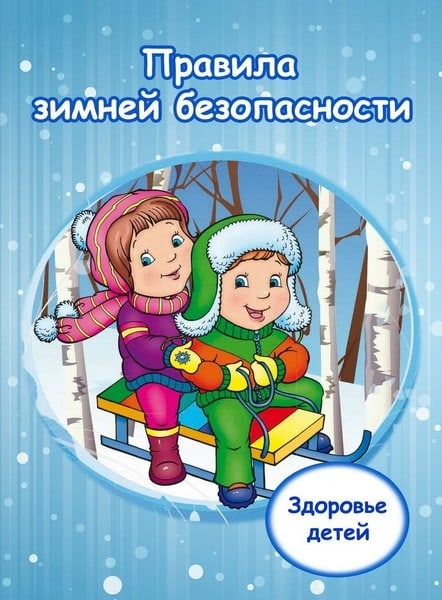 Правила
зимней безопасности
Здоровье
детей